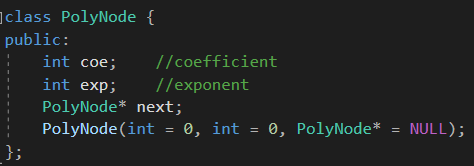 class PolyNode {
public:
    int coe;    //coefficient
    int exp;    //exponent
    PolyNode* next;
    PolyNode(int = 0, int = 0, PolyNode* = NULL);
};